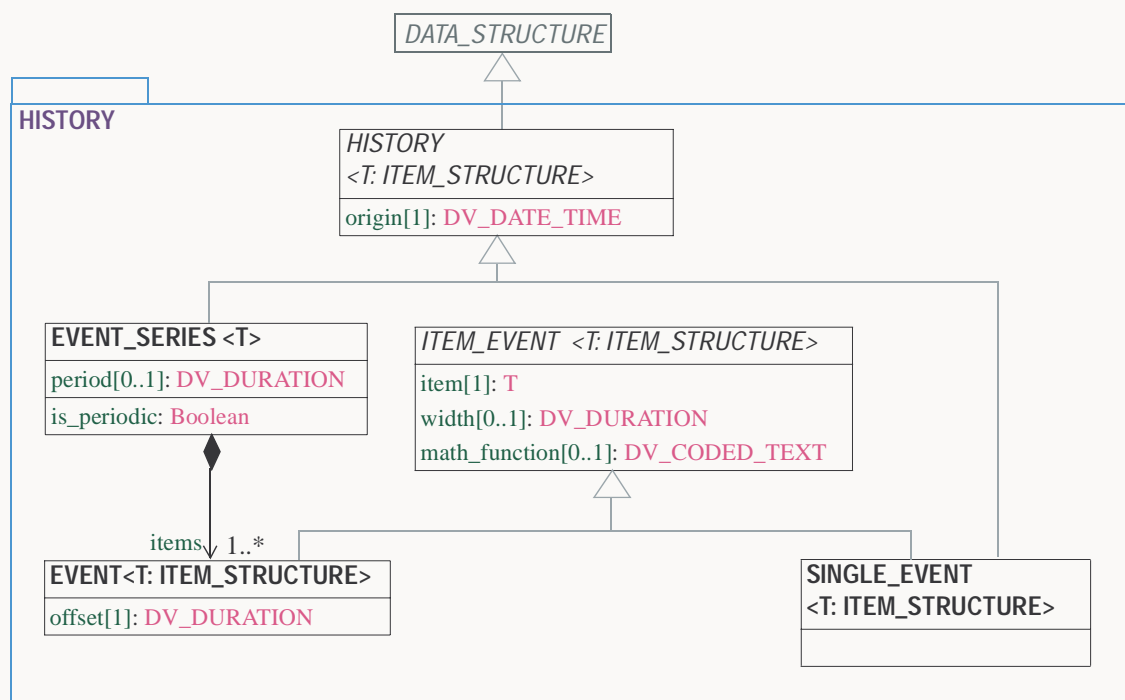 DATA_STRUCTURE
HISTORY
HISTORY
<T: ITEM_STRUCTURE>
origin[1]: DV_DATE_TIME
EVENT_SERIES <T>
period[0..1]: DV_DURATION
is_periodic: Boolean
ITEM_EVENT <T: ITEM_STRUCTURE>
item[1]: T
width[0..1]: DV_DURATION
math_function[0..1]: DV_CODED_TEXT
items 1..*
EVENT<T: ITEM_STRUCTURE>
offset[1]: DV_DURATION
SINGLE_EVENT
<T: ITEM_STRUCTURE>